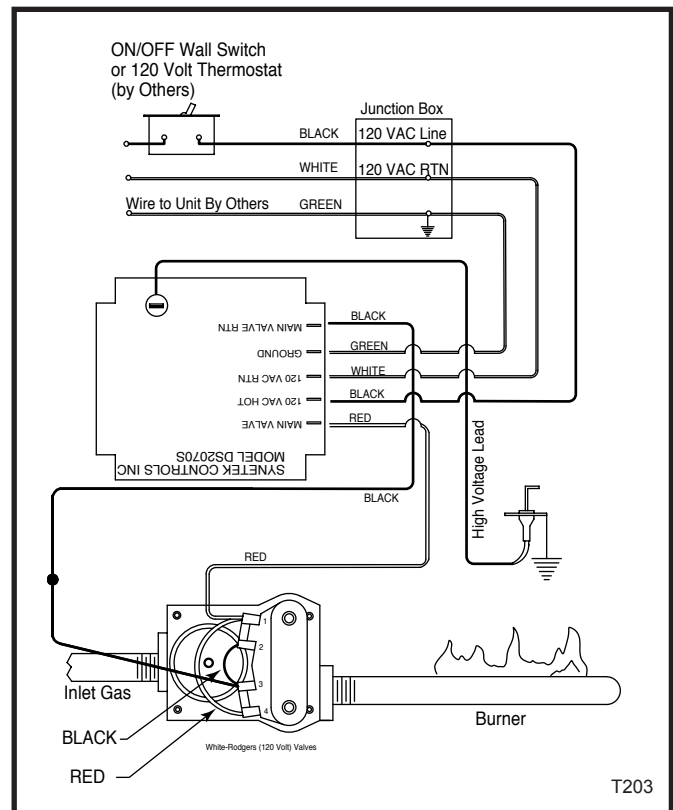 ON/OFF Wall Switch
or 120 Volt Thermostat
(by Others)
Junction Box
BLACK
120 VAC Line
WHITE
120 VAC RTN
Wire to Unit By Others
GREEN
MAIN VALVE RTN
BLACK
GROUND
GREEN
120 VAC RTN
WHITE
120 VAC HOT
BLACK
MAIN VALVE
RED
SYNETEK CONTROLS INC
MODEL DS2070S
BLACK
High Voltage Lead
RED
1
2
3
4
Inlet Gas
Burner
BLACK
White-Rodgers (120 Volt) Valves
RED
T203